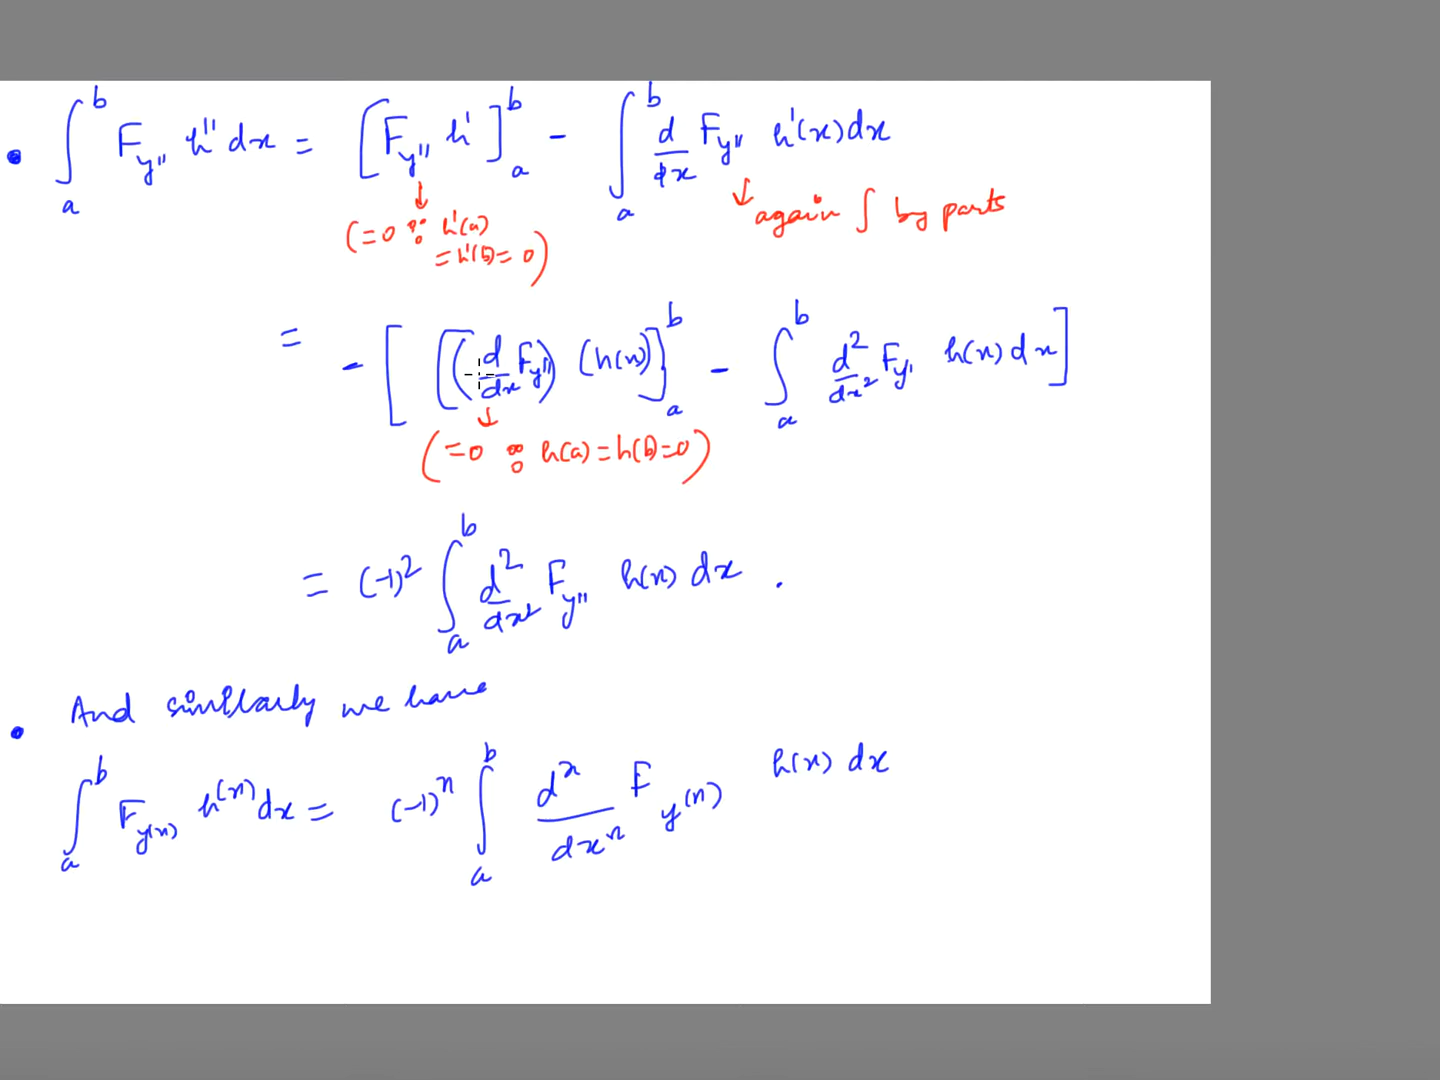 • ∫_a^b F_{y''} h'' dx = [F_{y''} h']_a^b - ∫_a^b d/dx F_{y''} h'(x) dx
↓ (=0 ∵ h'(a) = h'(b) = 0)
↓ again ∫ by parts
= - [ [(d/dx F_{y''}) (h(x))]_a^b - ∫_a^b d²/dx² F_{y'} h(x) dx ]
↓ (=0 ∵ h(a) = h(b) = 0)
= (-1)² ∫_a^b d²/dx² F_{y''} h(x) dx .
• And similarly we have
∫_a^b F_{y^{(n)}} h^{(n)} dx = (-1)^n ∫_a^b d^n/dx^n F_{y^{(n)}} h(x) dx